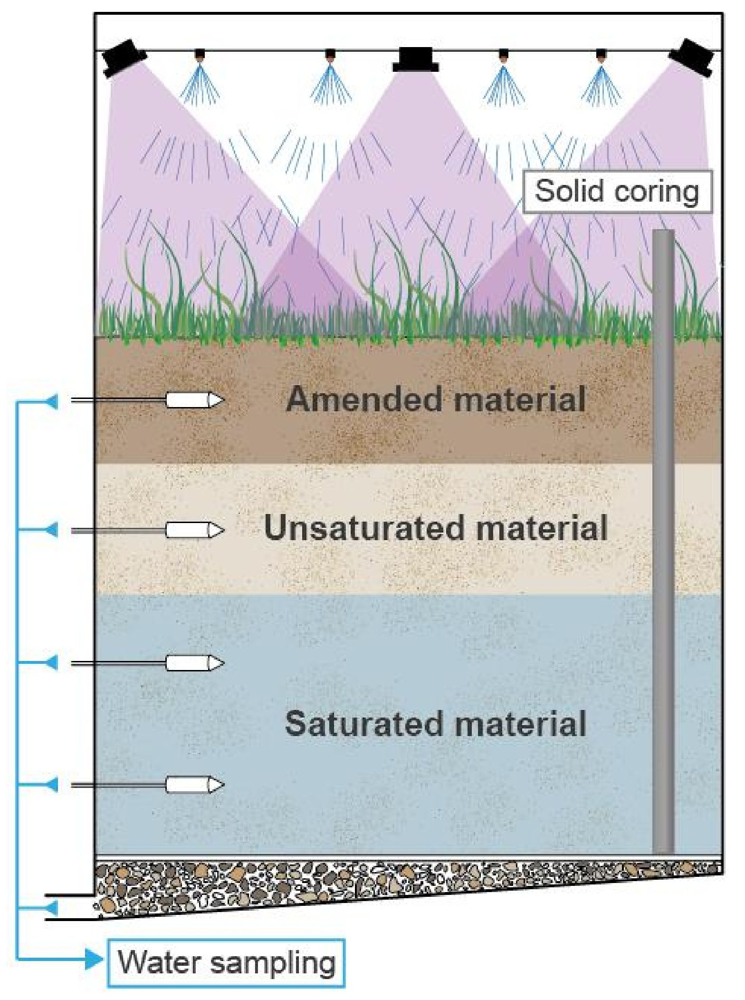 Solid coring
Amended material
Unsaturated material
Saturated material
Water sampling